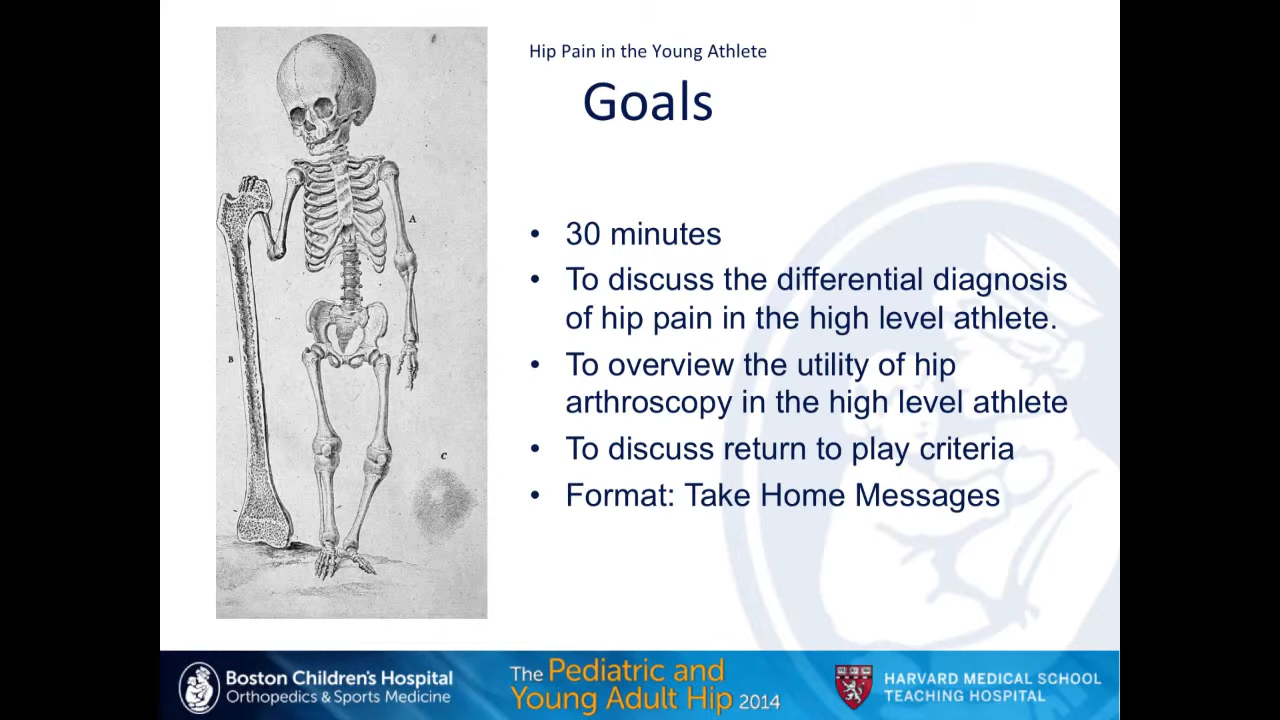 Hip Pain in the Young Athlete
Goals
A
B
C
• 30 minutes
• To discuss the differential diagnosis
of hip pain in the high level athlete.
• To overview the utility of hip
arthroscopy in the high level athlete
• To discuss return to play criteria
• Format: Take Home Messages
Boston Children's Hospital
Orthopedics & Sports Medicine
The Pediatric and
Young Adult Hip 2014
HARVARD MEDICAL SCHOOL
TEACHING HOSPITAL